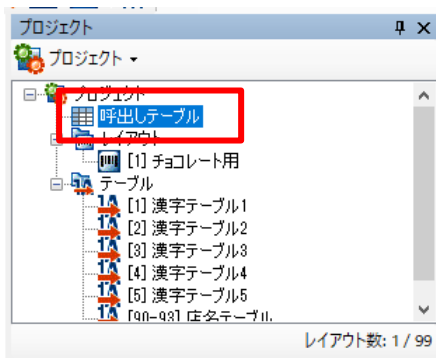 プロジェクト
プロジェクト
プロジェクト
呼出しテーブル
レイアウト
[1] チョコレート用
テーブル
[1] 漢字テーブル1
[2] 漢字テーブル2
[3] 漢字テーブル3
[4] 漢字テーブル4
[5] 漢字テーブル5
[90-93] 店名テーブル
レイアウト数: 1 / 99